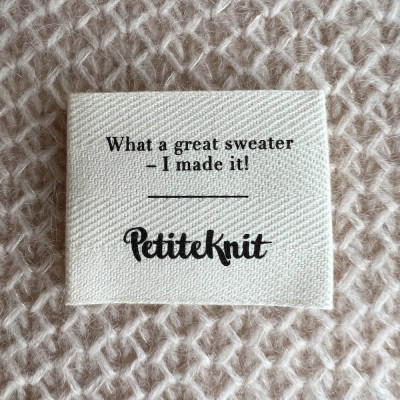 What a great sweater
– I made it!
PetiteKnit